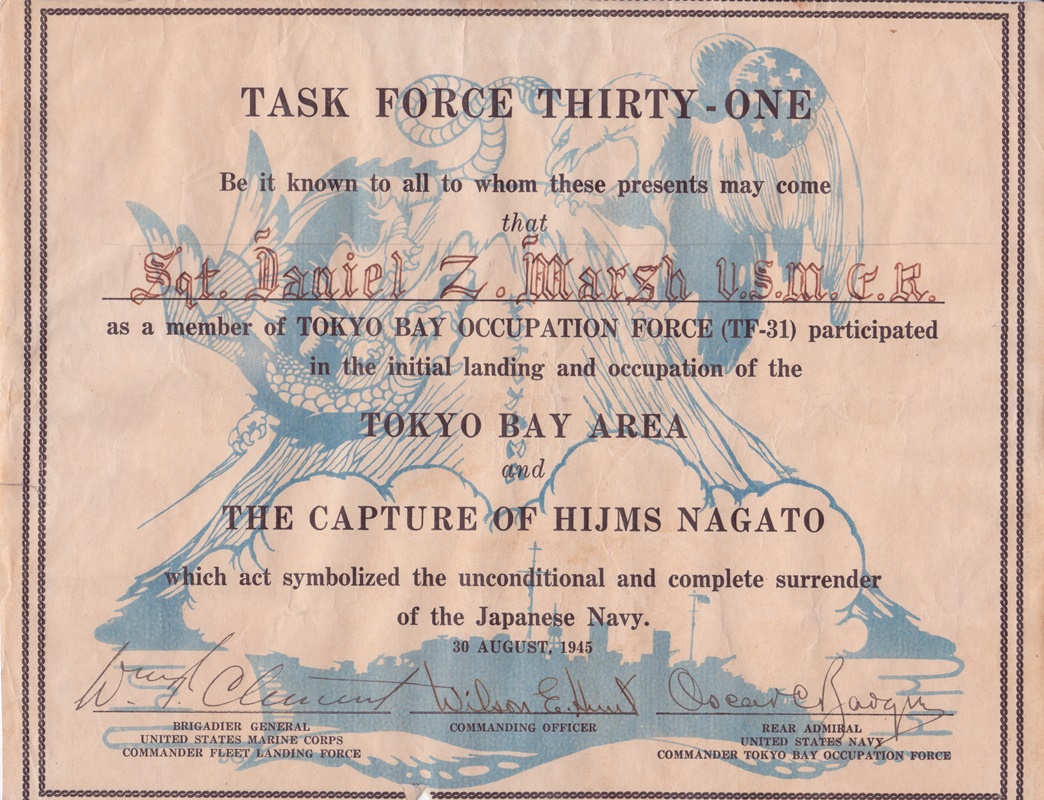 TASK FORCE THIRTY-ONE
Be it known to all to whom these presents may come
that
Sgt. Daniel Z. Marsh U.S.M.C.R.
as a member of TOKYO BAY OCCUPATION FORCE (TF-31) participated
in the initial landing and occupation of the
TOKYO BAY AREA
and
THE CAPTURE OF HIJMS NAGATO
which act symbolized the unconditional and complete surrender
of the Japanese Navy.
30 AUGUST, 1945
Wm. T. Clement Wilson E. Hunt Oscar C. Badger
BRIGADIER GENERAL
UNITED STATES MARINE CORPS
COMMANDER FLEET LANDING FORCE
COMMANDING OFFICER
REAR ADMIRAL
UNITED STATES NAVY
COMMANDER TOKYO BAY OCCUPATION FORCE